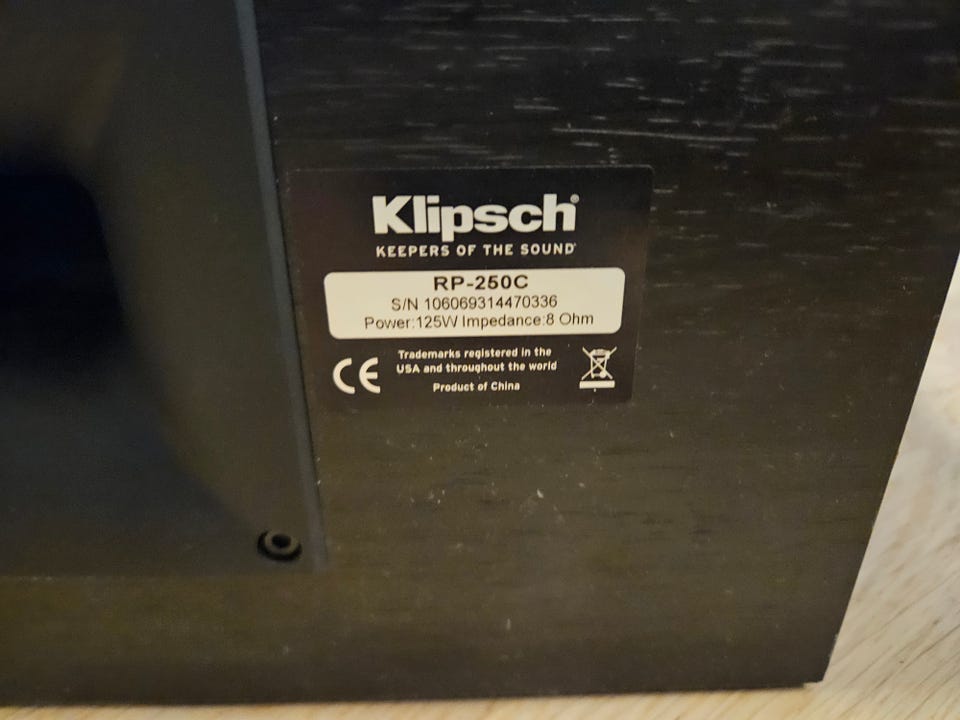 Klipsch®
KEEPERS OF THE SOUND®
RP-250C
S/N 106069314470336
Power:125W Impedance:8 Ohm
CE
Trademarks registered in the
USA and throughout the world
Product of China